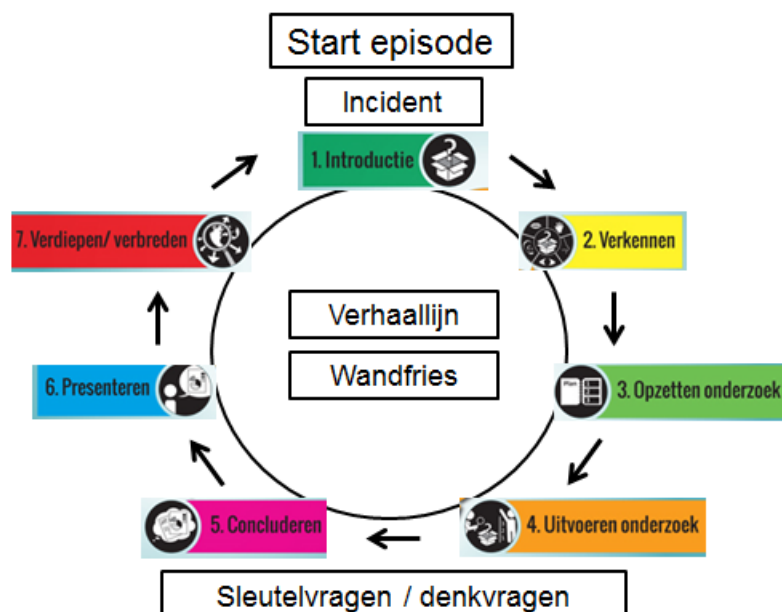 Start episode
Incident
1. Introductie
7. Verdiepen/ verbreden
2. Verkennen
Verhaallijn
Wandfries
6. Presenteren
Plan
3. Opzetten onderzoek
5. Concluderen
4. Uitvoeren onderzoek
Sleutelvragen / denkvragen